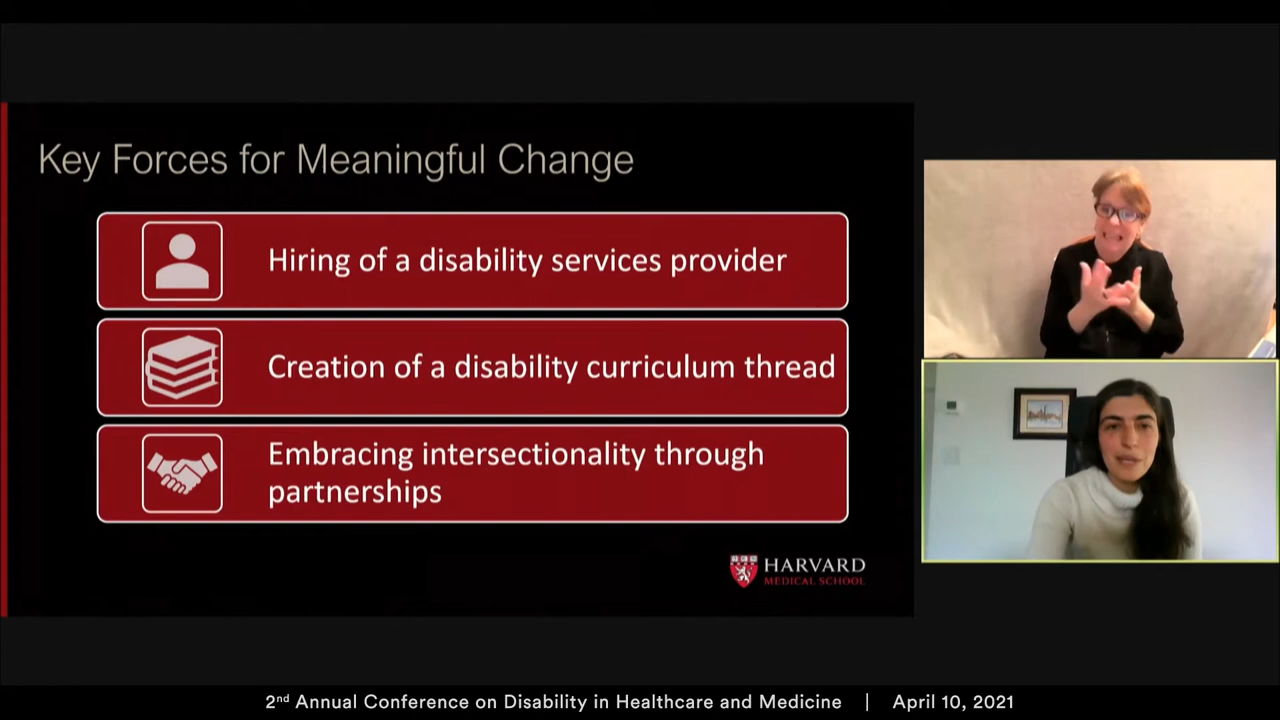 Key Forces for Meaningful Change
Hiring of a disability services provider
Creation of a disability curriculum thread
Embracing intersectionality through
partnerships
HARVARD
MEDICAL SCHOOL
2nd Annual Conference on Disability in Healthcare and Medicine | April 10, 2021